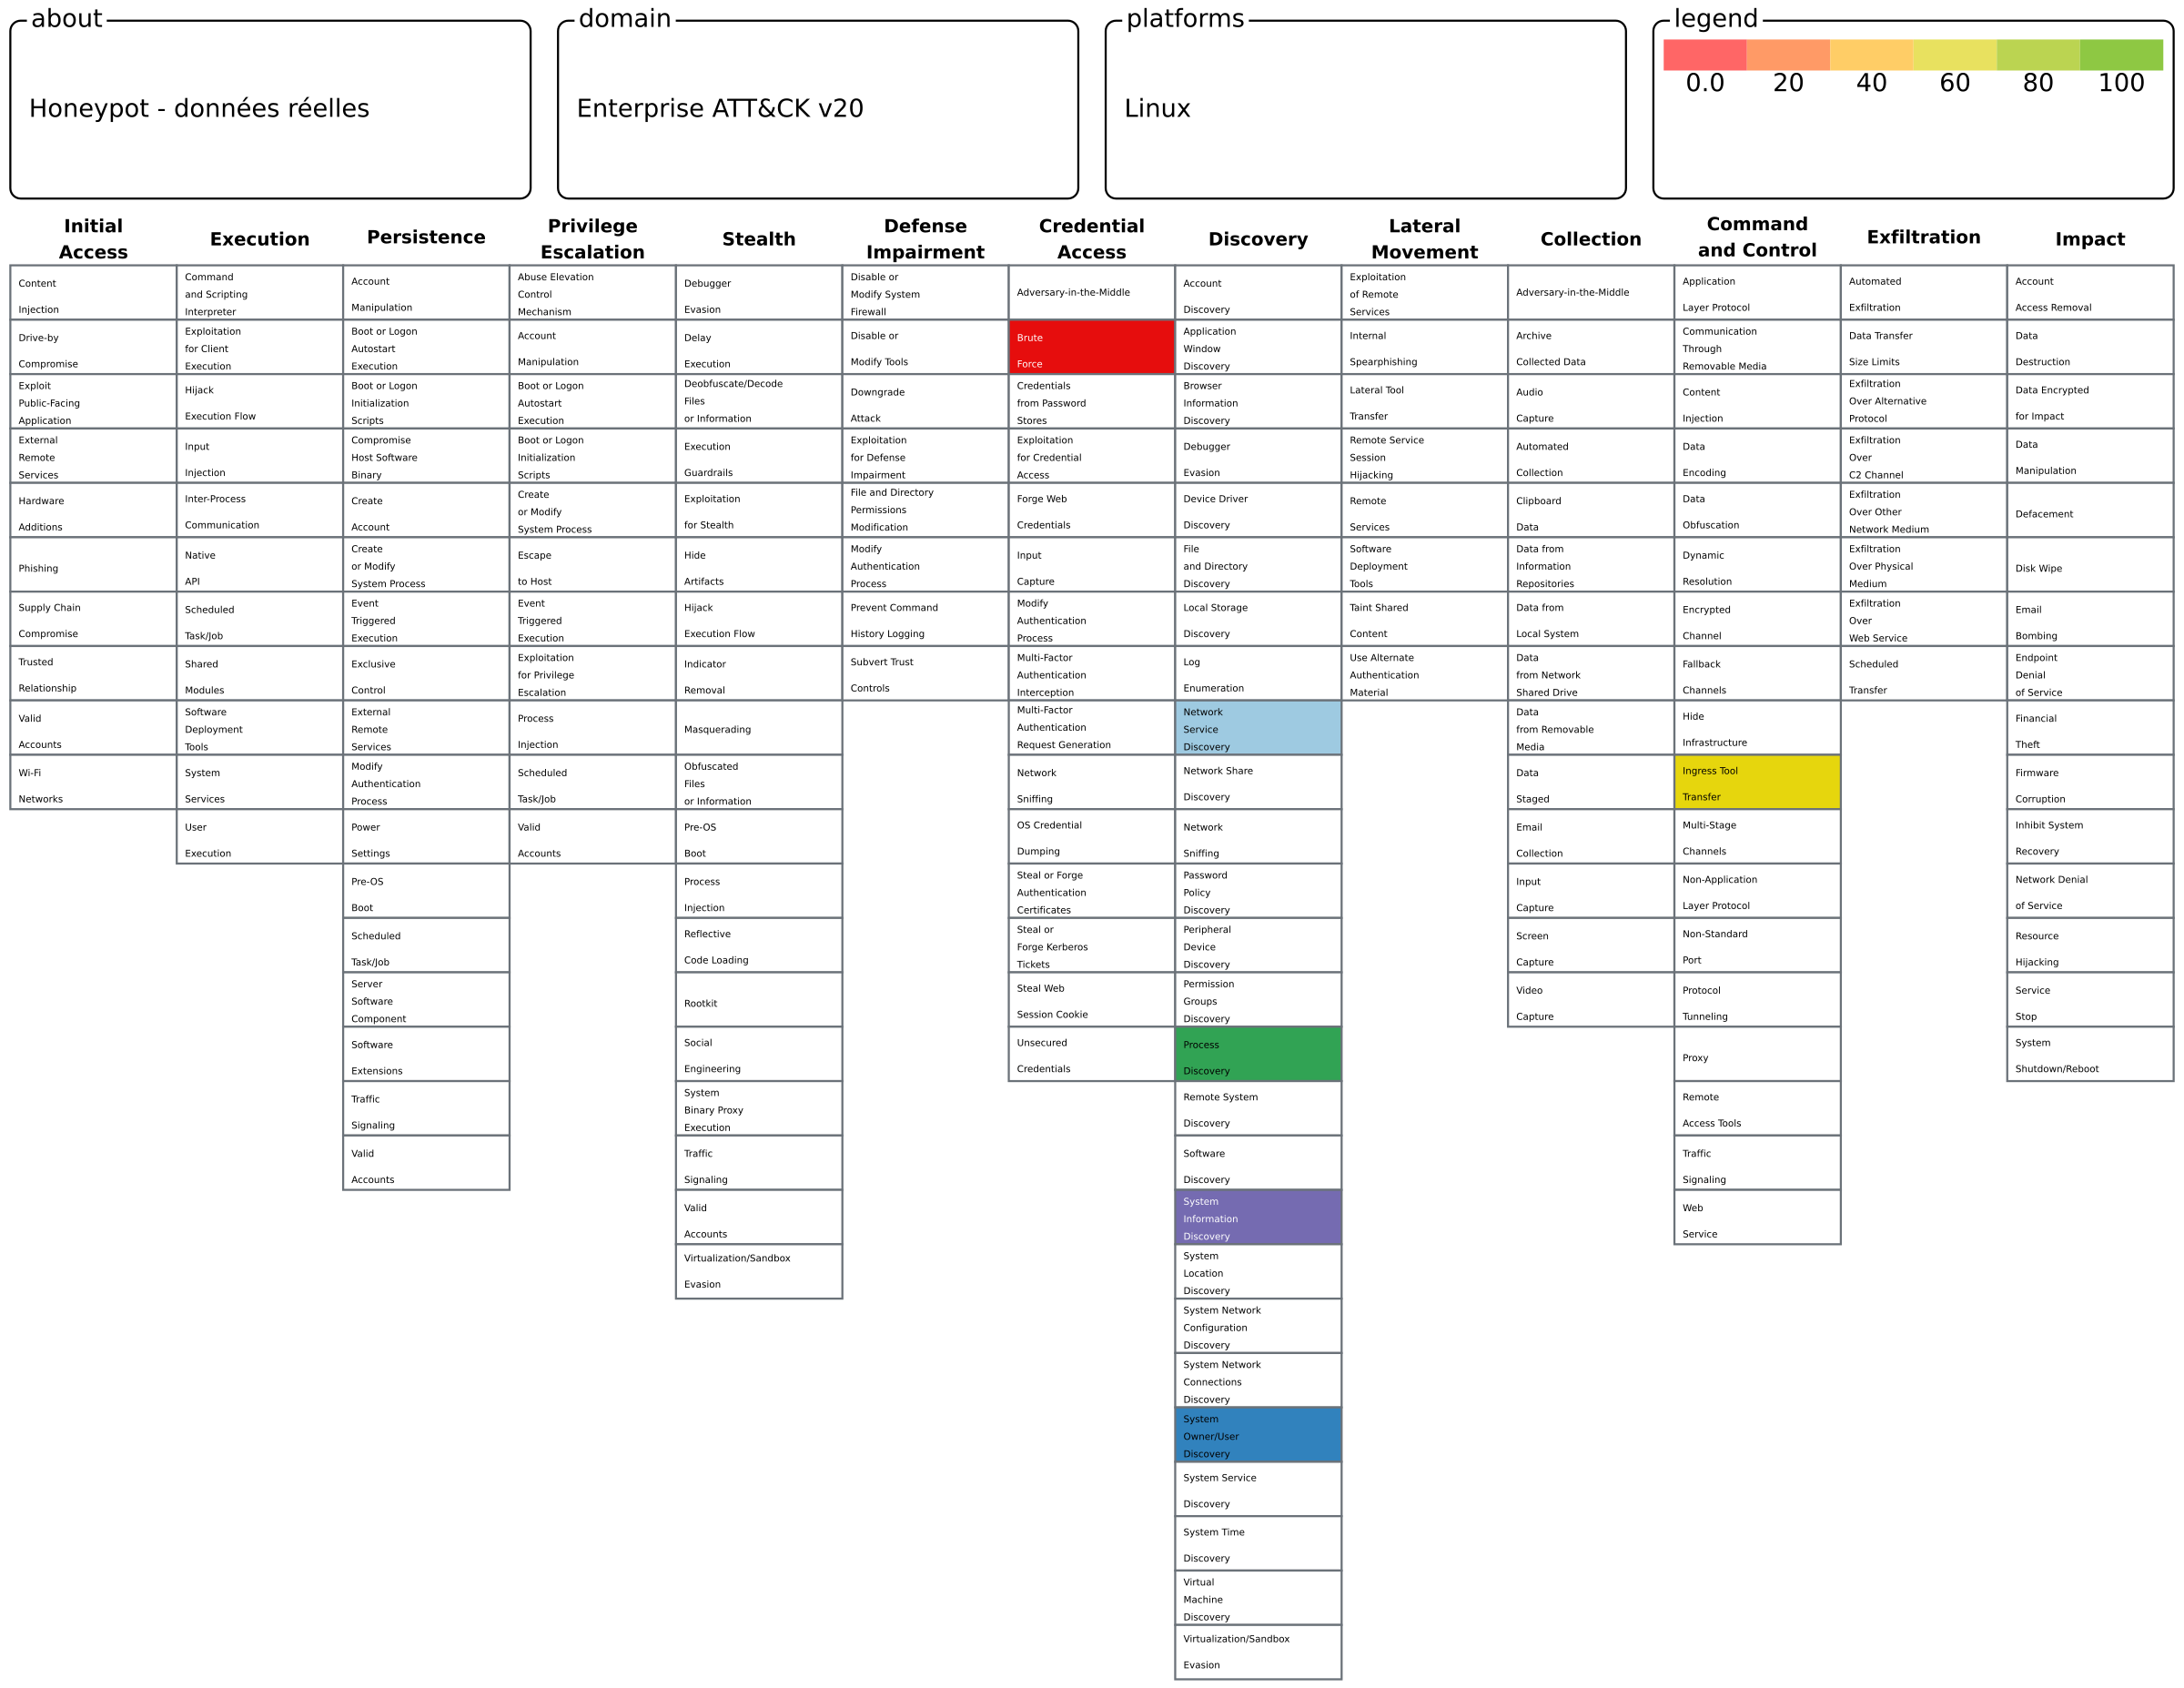 about
Honeypot - données réelles
domain
Enterprise ATT&CK v20
platforms
Linux
legend
0.0
20
40
60
80
100
Initial
Access
Content
Injection
Drive-by
Compromise
Exploit
Public-Facing
Application
External
Remote
Services
Hardware
Additions
Phishing
Supply Chain
Compromise
Trusted
Relationship
Valid
Accounts
Wi-Fi
Networks
Execution
Command
and Scripting
Interpreter
Exploitation
for Client
Execution
Hijack
Execution Flow
Input
Injection
Inter-Process
Communication
Native
API
Scheduled
Task/Job
Shared
Modules
Software
Deployment
Tools
System
Services
User
Execution
Persistence
Account
Manipulation
Boot or Logon
Autostart
Execution
Boot or Logon
Initialization
Scripts
Compromise
Host Software
Binary
Create
Account
Create
or Modify
System Process
Event
Triggered
Execution
Exclusive
Control
External
Remote
Services
Modify
Authentication
Process
Power
Settings
Pre-OS
Boot
Scheduled
Task/Job
Server
Software
Component
Software
Extensions
Traffic
Signaling
Valid
Accounts
Privilege
Escalation
Abuse Elevation
Control
Mechanism
Account
Manipulation
Boot or Logon
Autostart
Execution
Boot or Logon
Initialization
Scripts
Create
or Modify
System Process
Escape
to Host
Event
Triggered
Execution
Exploitation
for Privilege
Escalation
Process
Injection
Scheduled
Task/Job
Valid
Accounts
Stealth
Debugger
Evasion
Delay
Execution
Deobfuscate/Decode
Files
or Information
Execution
Guardrails
Exploitation
for Stealth
Hide
Artifacts
Hijack
Execution Flow
Indicator
Removal
Masquerading
Obfuscated
Files
or Information
Pre-OS
Boot
Process
Injection
Reflective
Code Loading
Rootkit
Social
Engineering
System
Binary Proxy
Execution
Traffic
Signaling
Valid
Accounts
Virtualization/Sandbox
Evasion
Defense
Impairment
Disable or
Modify System
Firewall
Disable or
Modify Tools
Downgrade
Attack
Exploitation
for Defense
Impairment
File and Directory
Permissions
Modification
Modify
Authentication
Process
Prevent Command
History Logging
Subvert Trust
Controls
Credential
Access
Adversary-in-the-Middle
Brute
Force
Credentials
from Password
Stores
Exploitation
for Credential
Access
Forge Web
Credentials
Input
Capture
Modify
Authentication
Process
Multi-Factor
Authentication
Interception
Multi-Factor
Authentication
Request Generation
Network
Sniffing
OS Credential
Dumping
Steal or Forge
Authentication
Certificates
Steal or
Forge Kerberos
Tickets
Steal Web
Session Cookie
Unsecured
Credentials
Discovery
Account
Discovery
Application
Window
Discovery
Browser
Information
Discovery
Debugger
Evasion
Device Driver
Discovery
File
and Directory
Discovery
Local Storage
Discovery
Log
Enumeration
Network
Service
Discovery
Network Share
Discovery
Network
Sniffing
Password
Policy
Discovery
Peripheral
Device
Discovery
Permission
Groups
Discovery
Process
Discovery
Remote System
Discovery
Software
Discovery
System
Information
Discovery
System
Location
Discovery
System Network
Configuration
Discovery
System Network
Connections
Discovery
System
Owner/User
Discovery
System Service
Discovery
System Time
Discovery
Virtual
Machine
Discovery
Virtualization/Sandbox
Evasion
Lateral
Movement
Exploitation
of Remote
Services
Internal
Spearphishing
Lateral Tool
Transfer
Remote Service
Session
Hijacking
Remote
Services
Software
Deployment
Tools
Taint Shared
Content
Use Alternate
Authentication
Material
Collection
Adversary-in-the-Middle
Archive
Collected Data
Audio
Capture
Automated
Collection
Clipboard
Data
Data from
Information
Repositories
Data from
Local System
Data
from Network
Shared Drive
Data
from Removable
Media
Data
Staged
Email
Collection
Input
Capture
Screen
Capture
Video
Capture
Command
and Control
Application
Layer Protocol
Communication
Through
Removable Media
Content
Injection
Data
Encoding
Data
Obfuscation
Dynamic
Resolution
Encrypted
Channel
Fallback
Channels
Hide
Infrastructure
Ingress Tool
Transfer
Multi-Stage
Channels
Non-Application
Layer Protocol
Non-Standard
Port
Protocol
Tunneling
Proxy
Remote
Access Tools
Traffic
Signaling
Web
Service
Exfiltration
Automated
Exfiltration
Data Transfer
Size Limits
Exfiltration
Over Alternative
Protocol
Exfiltration
Over
C2 Channel
Exfiltration
Over Other
Network Medium
Exfiltration
Over Physical
Medium
Exfiltration
Over
Web Service
Scheduled
Transfer
Impact
Account
Access Removal
Data
Destruction
Data Encrypted
for Impact
Data
Manipulation
Defacement
Disk Wipe
Email
Bombing
Endpoint
Denial
of Service
Financial
Theft
Firmware
Corruption
Inhibit System
Recovery
Network Denial
of Service
Resource
Hijacking
Service
Stop
System
Shutdown/Reboot